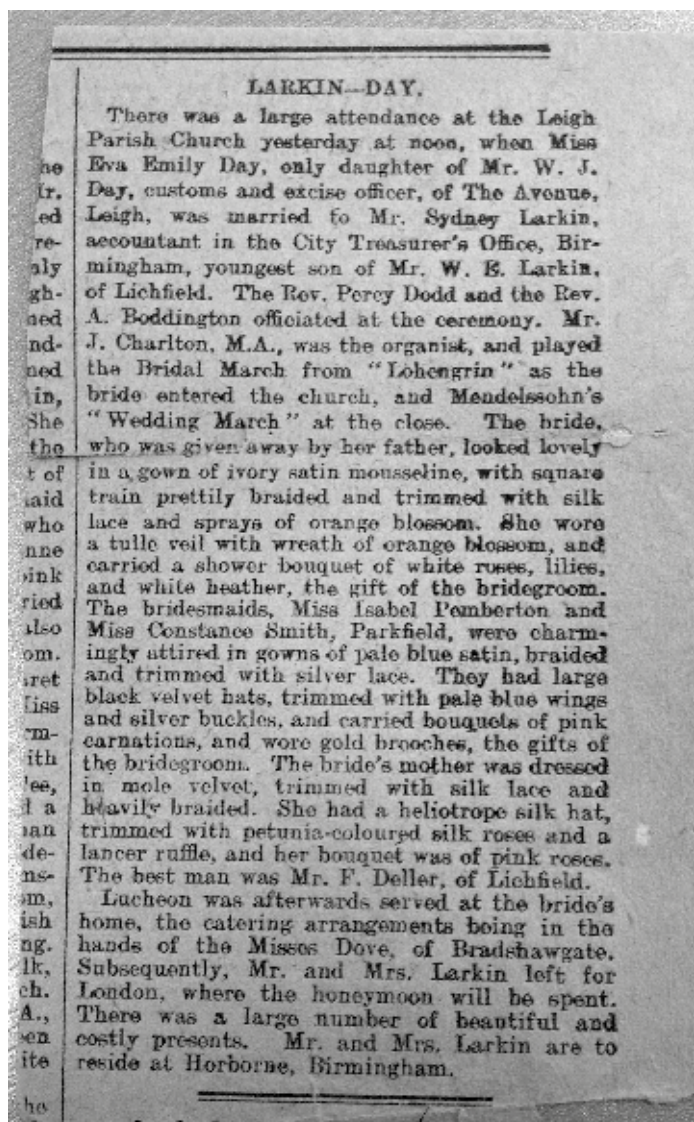 LARKIN—DAY.
There was a large attendance at the Leigh
Parish Church yesterday at noon, when Miss
Eva Emily Day, only daughter of Mr. W. J.
Day, customs and excise officer, of The Avenue,
Leigh, was married to Mr. Sydney Larkin,
accountant in the City Treasurer's Office, Bir-
mingham, youngest son of Mr. W. E. Larkin,
of Lichfield. The Rev. Percy Dodd and the Rev.
A. Boddington officiated at the ceremony. Mr.
J. Charlton, M.A., was the organist, and played
the Bridal March from "Lohengrin" as the
bride entered the church, and Mendelssohn's
"Wedding March" at the close. The bride,
who was given away by her father, looked lovely
in a gown of ivory satin mousseline, with square
train prettily braided and trimmed with silk
lace and sprays of orange blossom. She wore
a tulle veil with wreath of orange blossom, and
carried a shower bouquet of white roses, lilies,
and white heather, the gift of the bridegroom.
The bridesmaids, Miss Isabel Pemberton and
Miss Constance Smith, Parkfield, were charm-
ingly attired in gowns of pale blue satin, braided
and trimmed with silver lace. They had large
black velvet hats, trimmed with pale blue wings
and silver buckles, and carried bouquets of pink
carnations, and wore gold brooches, the gifts of
the bridegroom. The bride's mother was dressed
in mole velvet, trimmed with silk lace and
heavily braided. She had a heliotrope silk hat,
trimmed with petunia-coloured silk roses and a
lancer ruffle, and her bouquet was of pink roses.
The best man was Mr. F. Deller, of Lichfield.
Lucheon was afterwards served at the bride's
home, the catering arrangements being in the
hands of the Misses Dove, of Bradshawgate.
Subsequently, Mr. and Mrs. Larkin left for
London, where the honeymoon will be spent.
There was a large number of beautiful and
costly presents. Mr. and Mrs. Larkin are to
reside at Horborne, Birmingham.